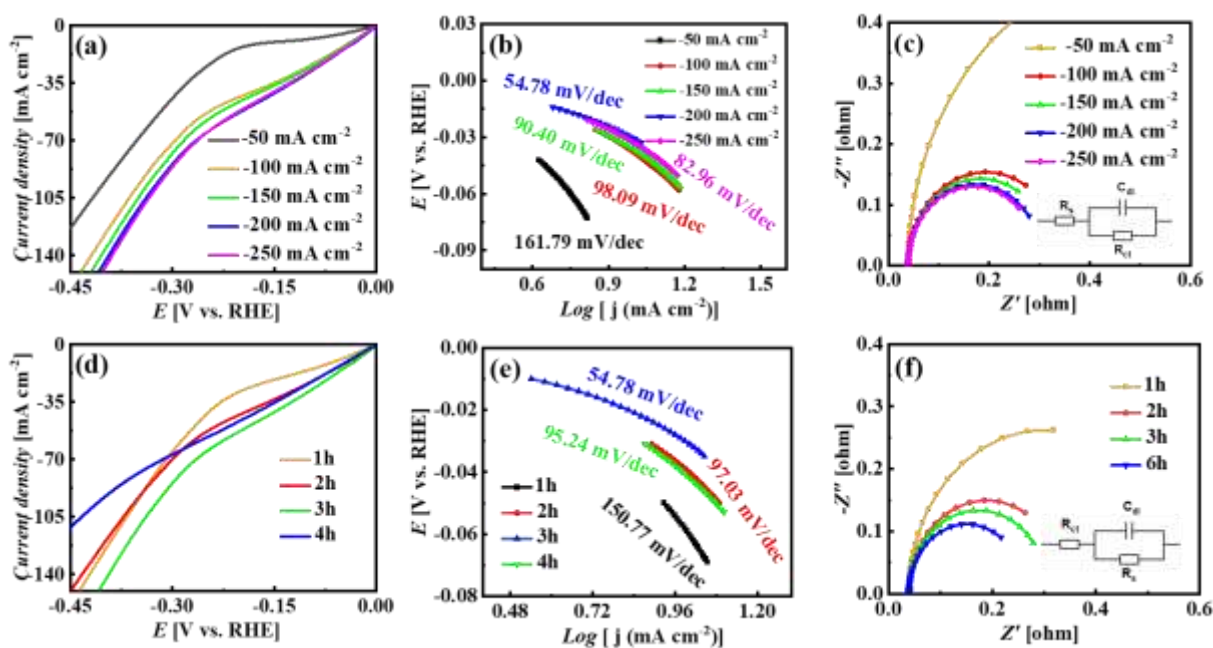 (a)
0
-35
-70
-105
-140
-0.45
-0.30
-0.15
0.00
Current density [mA cm⁻²]
E [V vs. RHE]
-50 mA cm⁻²
-100 mA cm⁻²
-150 mA cm⁻²
-200 mA cm⁻²
-250 mA cm⁻²
(b)
-50 mA cm⁻²
-100 mA cm⁻²
-150 mA cm⁻²
-200 mA cm⁻²
-250 mA cm⁻²
54.78 mV/dec
90.40 mV/dec
82.96 mV/dec
98.09 mV/dec
161.79 mV/dec
0.00
-0.03
-0.06
-0.09
0.6
0.9
1.2
1.5
E [V vs. RHE]
Log [ j (mA cm⁻²)]
(c)
-50 mA cm⁻²
-100 mA cm⁻²
-150 mA cm⁻²
-200 mA cm⁻²
-250 mA cm⁻²
0.4
0.3
0.2
0.1
0.0
0.0
0.2
0.4
0.6
-Z'' [ohm]
Z' [ohm]
Rs
Cdl
Rct
(d)
0
-35
-70
-105
-140
-0.45
-0.30
-0.15
0.00
Current density [mA cm⁻²]
E [V vs. RHE]
1h
2h
3h
4h
(e)
0.00
-0.02
-0.04
-0.06
-0.08
0.48
0.72
0.96
1.20
E [V vs. RHE]
Log [ j (mA cm⁻²)]
54.78 mV/dec
95.24 mV/dec
97.03 mV/dec
150.77 mV/dec
1h
2h
3h
4h
(f)
1h
2h
3h
6h
0.4
0.3
0.2
0.1
0.0
0.0
0.2
0.4
0.6
-Z'' [ohm]
Z' [ohm]
Rct
Cdl
Rs